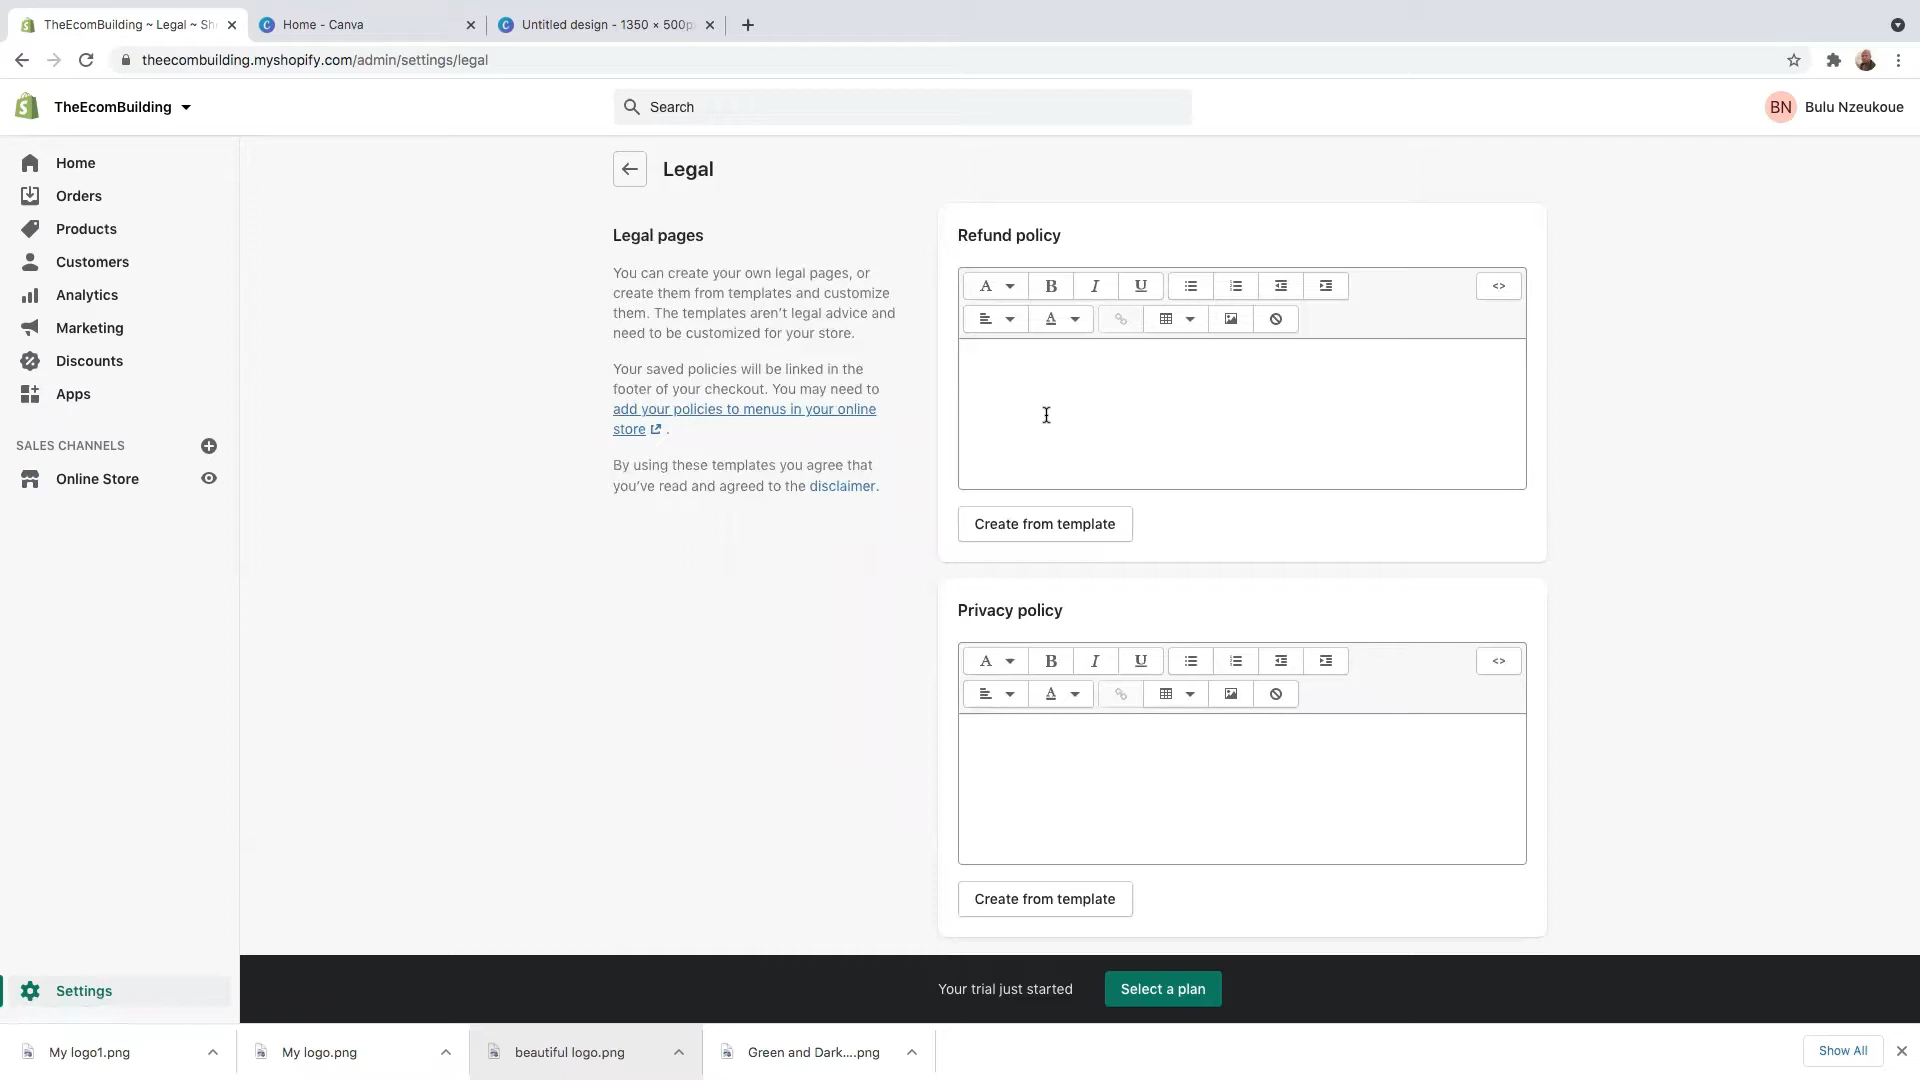 TheEcomBuilding ~ Legal ~ Sh
Home - Canva
Untitled design - 1350 × 500p
theecombuilding.myshopify.com/admin/settings/legal
TheEcomBuilding
Search
BN
Bulu Nzeukoue
Home
Orders
Products
Customers
Analytics
Marketing
Discounts
Apps
SALES CHANNELS
Online Store
Settings
Legal
Legal pages
You can create your own legal pages, or
create them from templates and customize
them. The templates aren't legal advice and
need to be customized for your store.
Your saved policies will be linked in the
footer of your checkout. You may need to
add your policies to menus in your online
store .
By using these templates you agree that
you've read and agreed to the disclaimer.
Refund policy
A B I U <>
A
Create from template
Privacy policy
A B I U <>
A
Create from template
Your trial just started
Select a plan
My logo1.png
My logo.png
beautiful logo.png
Green and Dark....png
Show All